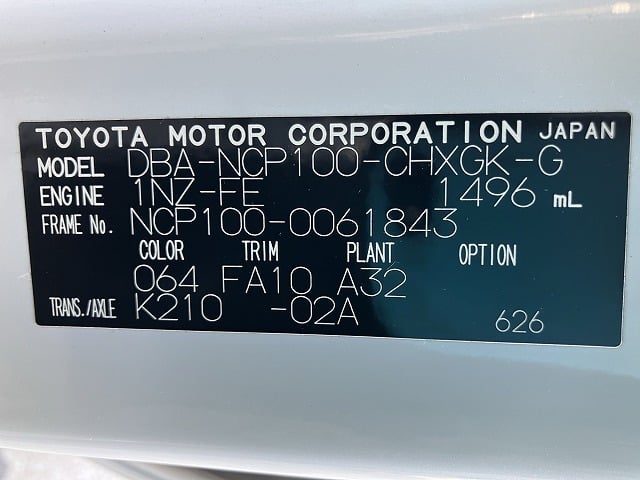 TOYOTA MOTOR CORPORATION JAPAN
MODEL DBA-NCP100-CHXGK-G
ENGINE 1NZ-FE 1496 mL
FRAME No. NCP100-0061843
COLOR TRIM PLANT OPTION
064 FA10 A32
TRANS./AXLE K210 -02A
626